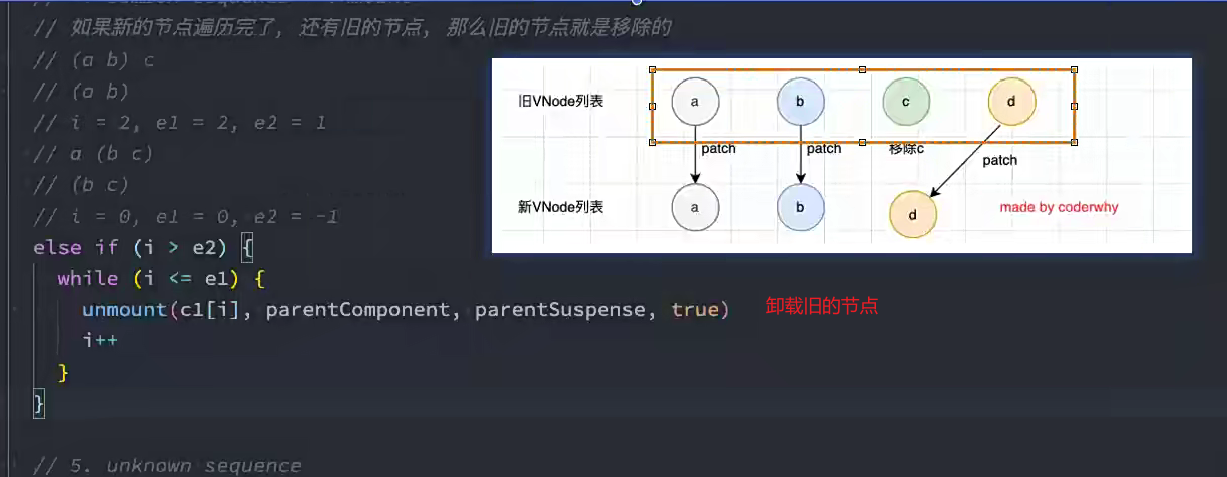 // 如果新的节点遍历完了, 还有旧的节点, 那么旧的节点就是移除的
// (a b) c
// (a b)
// i = 2, e1 = 2, e2 = 1
// a (b c)
// (b c)
// i = 0, e1 = 0, e2 = -1
else if (i > e2) {
while (i <= e1) {
unmount(c1[i], parentComponent, parentSuspense, true)
卸载旧的节点
i++
}
}
// 5. unknown sequence
旧VNode列表
a
b
c
d
patch
patch
移除c
patch
新VNode列表
a
b
d
made by coderwhy